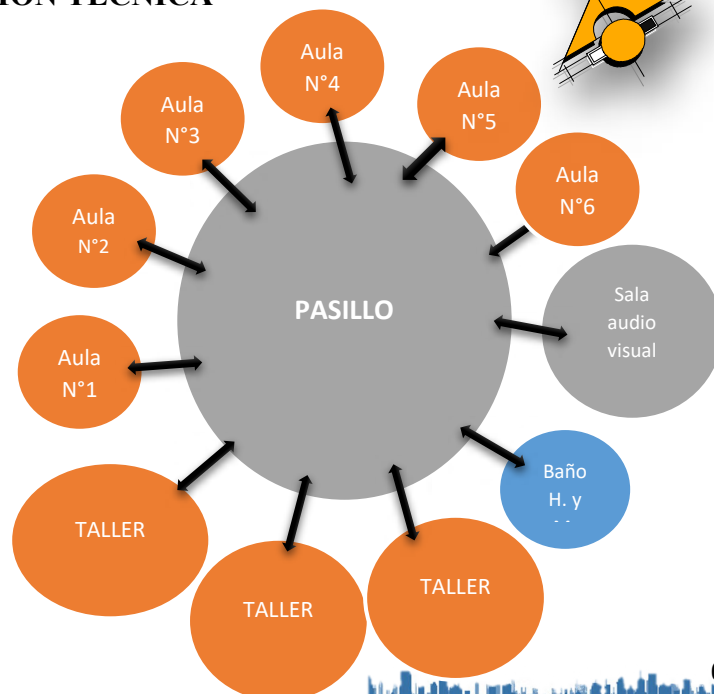 TÉCNICA
Aula
N°4
Aula
N°3
Aula
N°5
Aula
N°6
Aula
N°2
PASILLO
Sala
audio
visual
Aula
N°1
Baño
H. y
TALLER
TALLER
TALLER